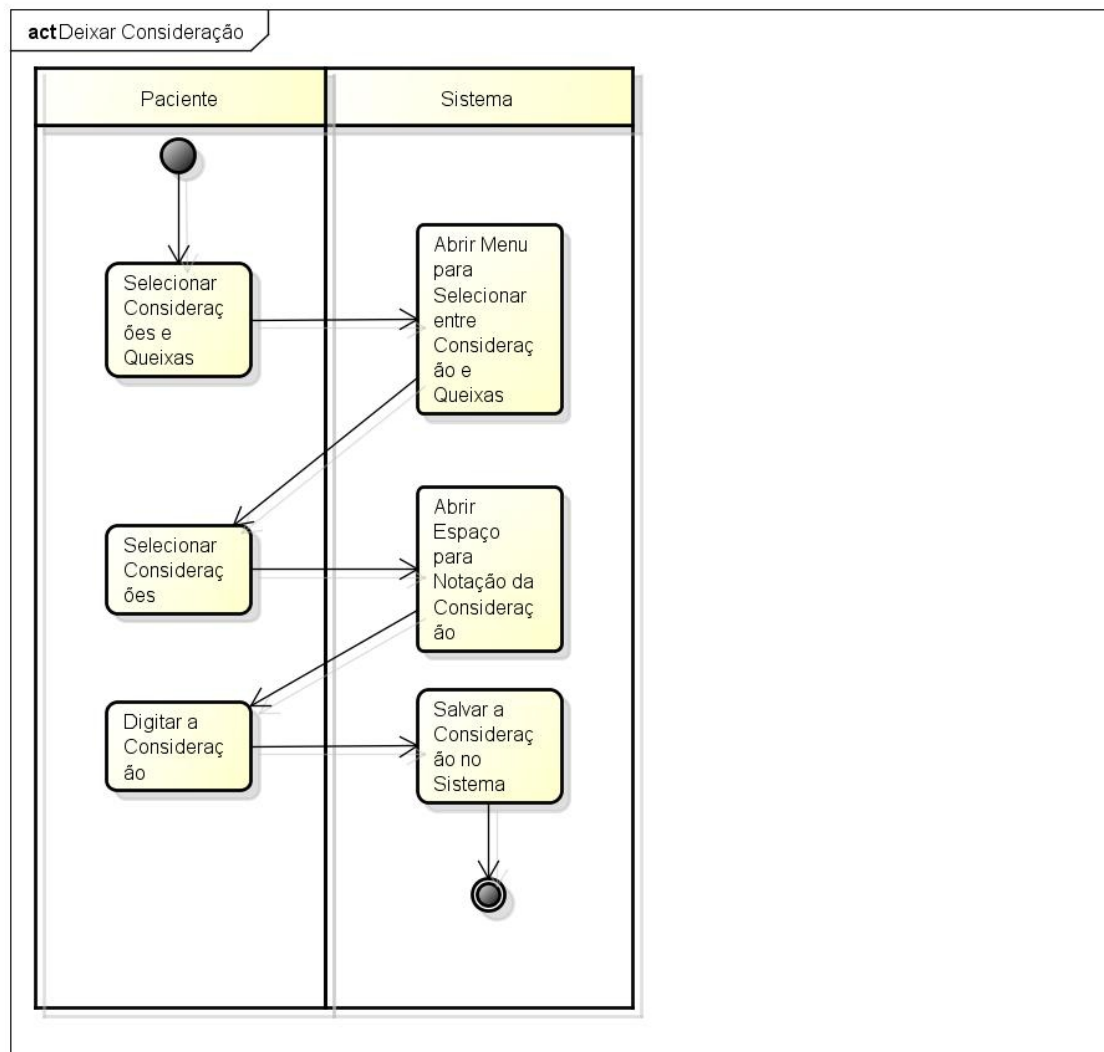 act Deixar Consideração
Paciente
Sistema
Selecionar
Consideraç
ões e
Queixas
Abrir Menu
para
Selecionar
entre
Consideraç
ão e
Queixas
Selecionar
Consideraç
ões
Abrir
Espaço
para
Notação da
Consideraç
ão
Digitar a
Consideraç
ão
Salvar a
Consideraç
ão no
Sistema